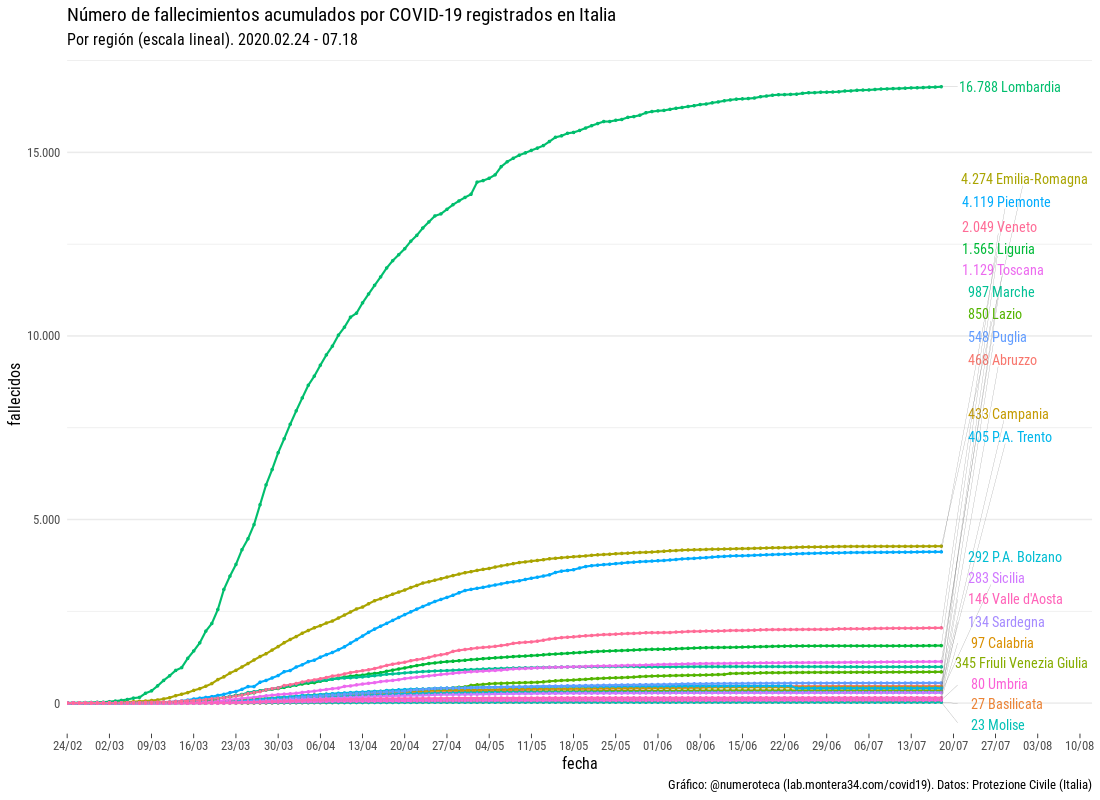 Número de fallecimientos acumulados por COVID-19 registrados en Italia
Por región (escala lineal). 2020.02.24 - 07.18
16.788 Lombardia
15.000
4.274 Emilia-Romagna
4.119 Piemonte
2.049 Veneto
1.565 Liguria
1.129 Toscana
987 Marche
850 Lazio
10.000
548 Puglia
468 Abruzzo
fallecidos
433 Campania
405 P.A. Trento
5.000
292 P.A. Bolzano
283 Sicilia
146 Valle d'Aosta
134 Sardegna
97 Calabria
345 Friuli Venezia Giulia
80 Umbria
0
27 Basilicata
23 Molise
24/02 02/03 09/03 16/03 23/03 30/03 06/04 13/04 20/04 27/04 04/05 11/05 18/05 25/05 01/06 08/06 15/06 22/06 29/06 06/07 13/07 20/07 27/07 03/08 10/08
fecha
Gráfico: @numeroteca (lab.montera34.com/covid19). Datos: Protezione Civile (Italia)